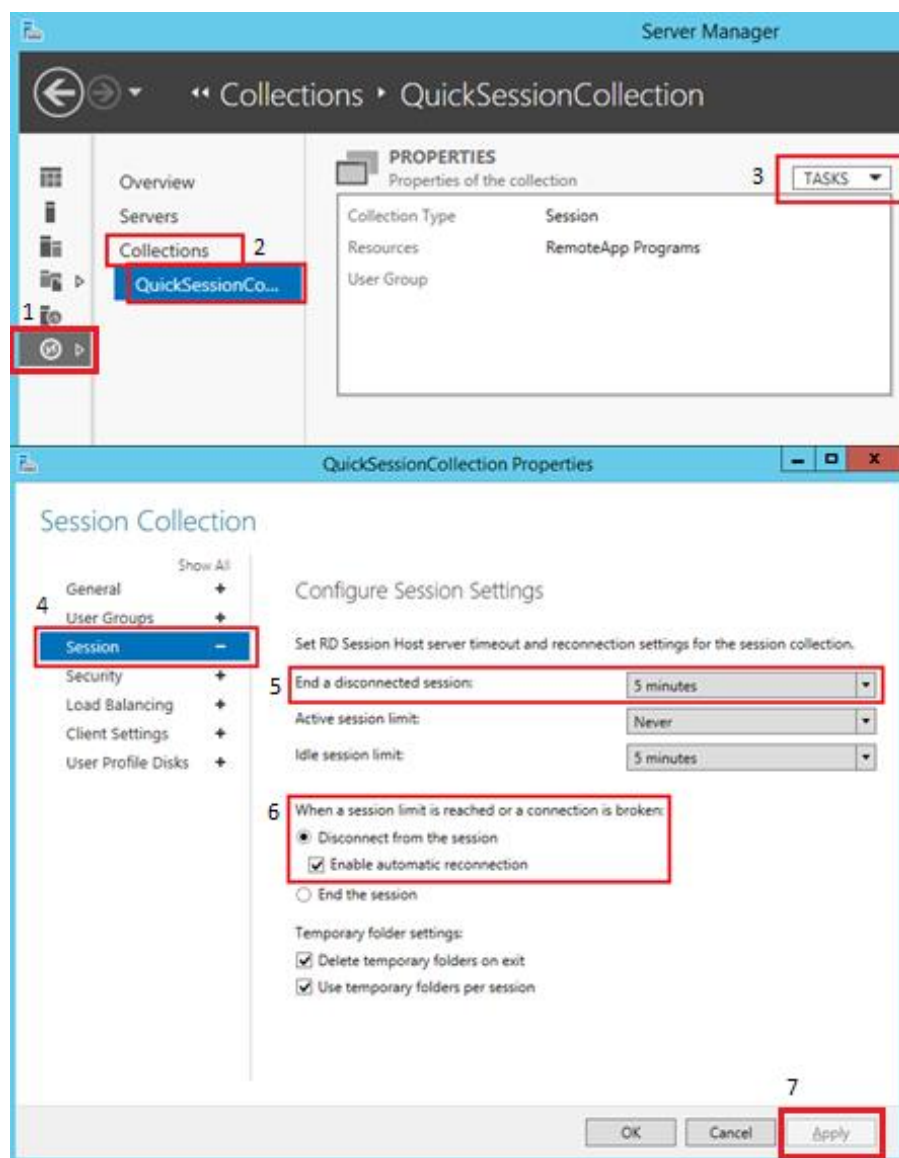 Server Manager
Collections QuickSessionCollection
PROPERTIES
Properties of the collection
3
TASKS
Overview
Servers
Collections
2
QuickSessionCo...
Collection Type Session
Resources RemoteApp Programs
User Group
1
QuickSessionCollection Properties
x
Session Collection
Show All
General +
4
User Groups +
Session –
Security +
Load Balancing +
Client Settings +
User Profile Disks +
Configure Session Settings
Set RD Session Host server timeout and reconnection settings for the session collection.
5
End a disconnected session: 5 minutes
Active session limit: Never
Idle session limit: 5 minutes
6
When a session limit is reached or a connection is broken:
Disconnect from the session
Enable automatic reconnection
End the session
Temporary folder settings:
Delete temporary folders on exit
Use temporary folders per session
7
OK Cancel Apply